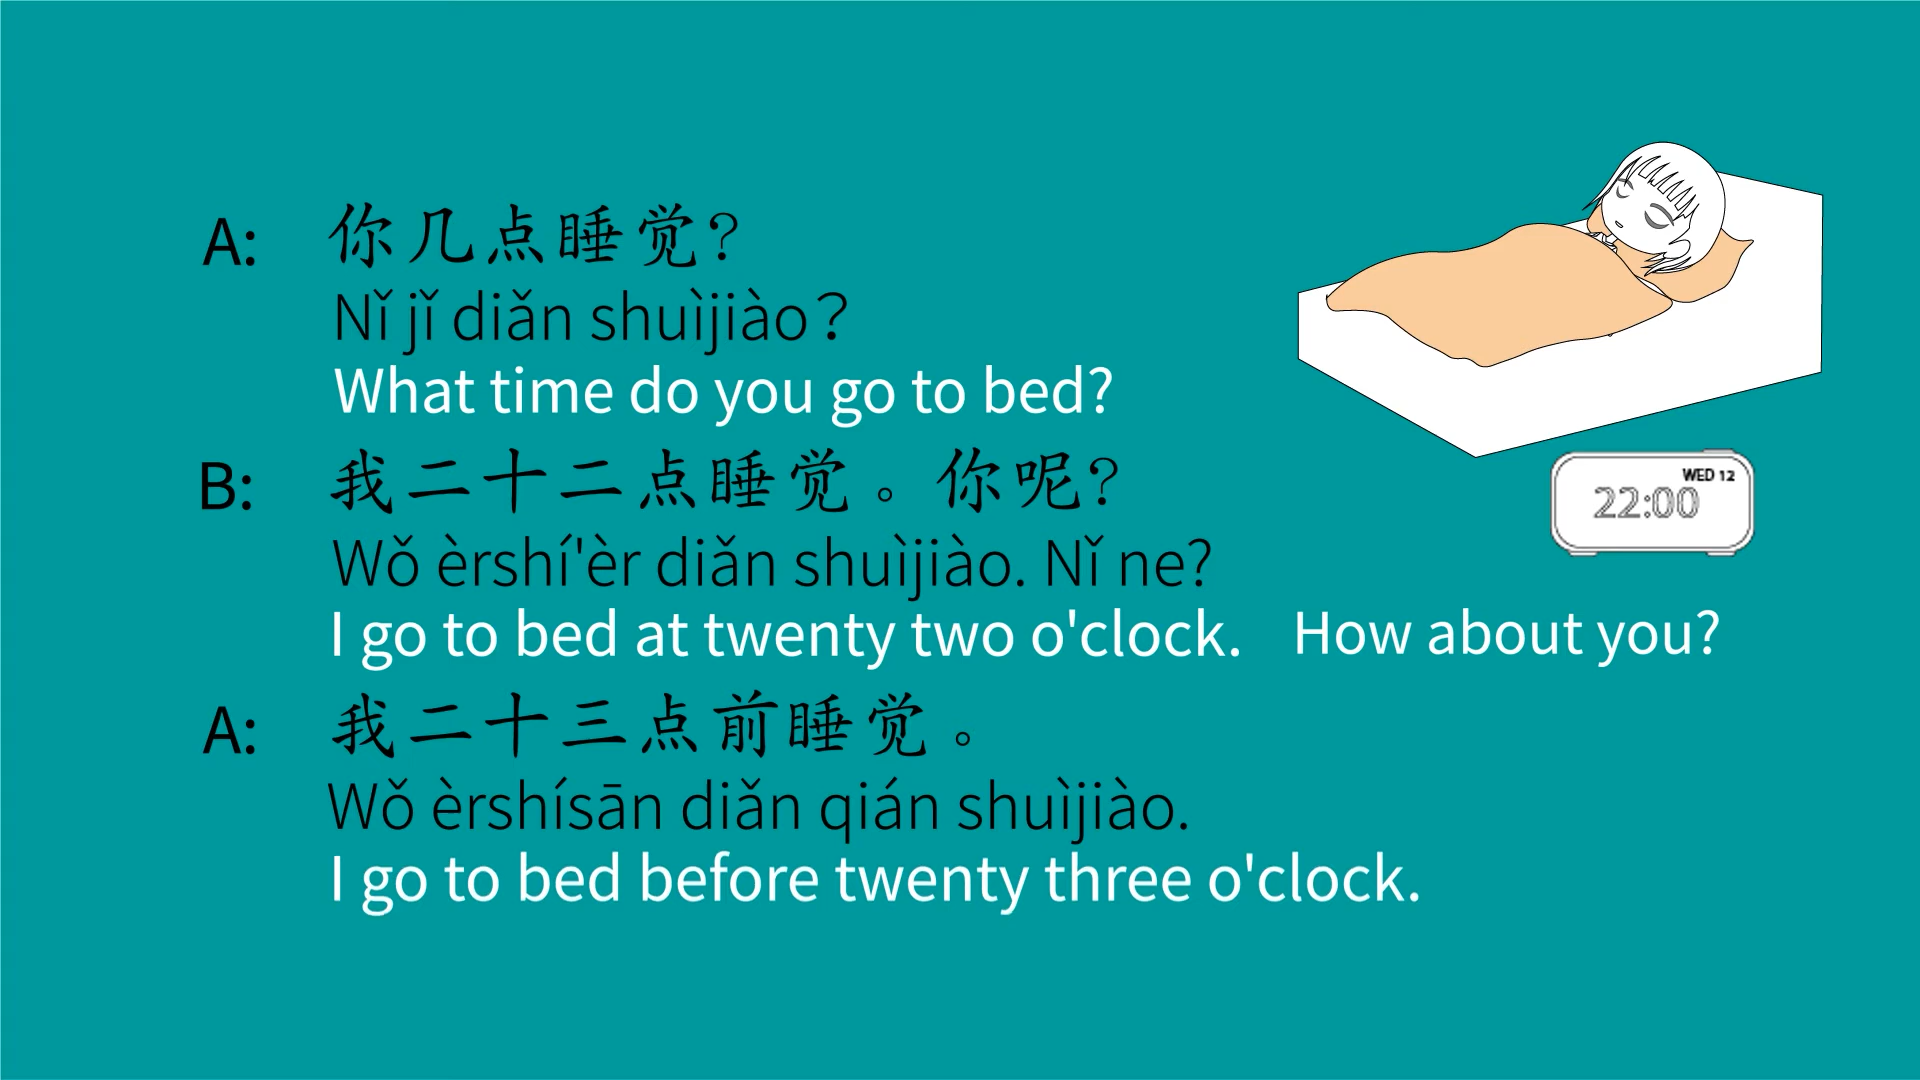 A: 你几点睡觉？
Nǐ jǐ diǎn shuìjiào？
What time do you go to bed?
B: 我二十二点睡觉。你呢？
Wǒ èrshí'èr diǎn shuìjiào. Nǐ ne?
I go to bed at twenty two o'clock. How about you?
A: 我二十三点前睡觉。
Wǒ èrshísān diǎn qián shuìjiào.
I go to bed before twenty three o'clock.
WED 12
22:00